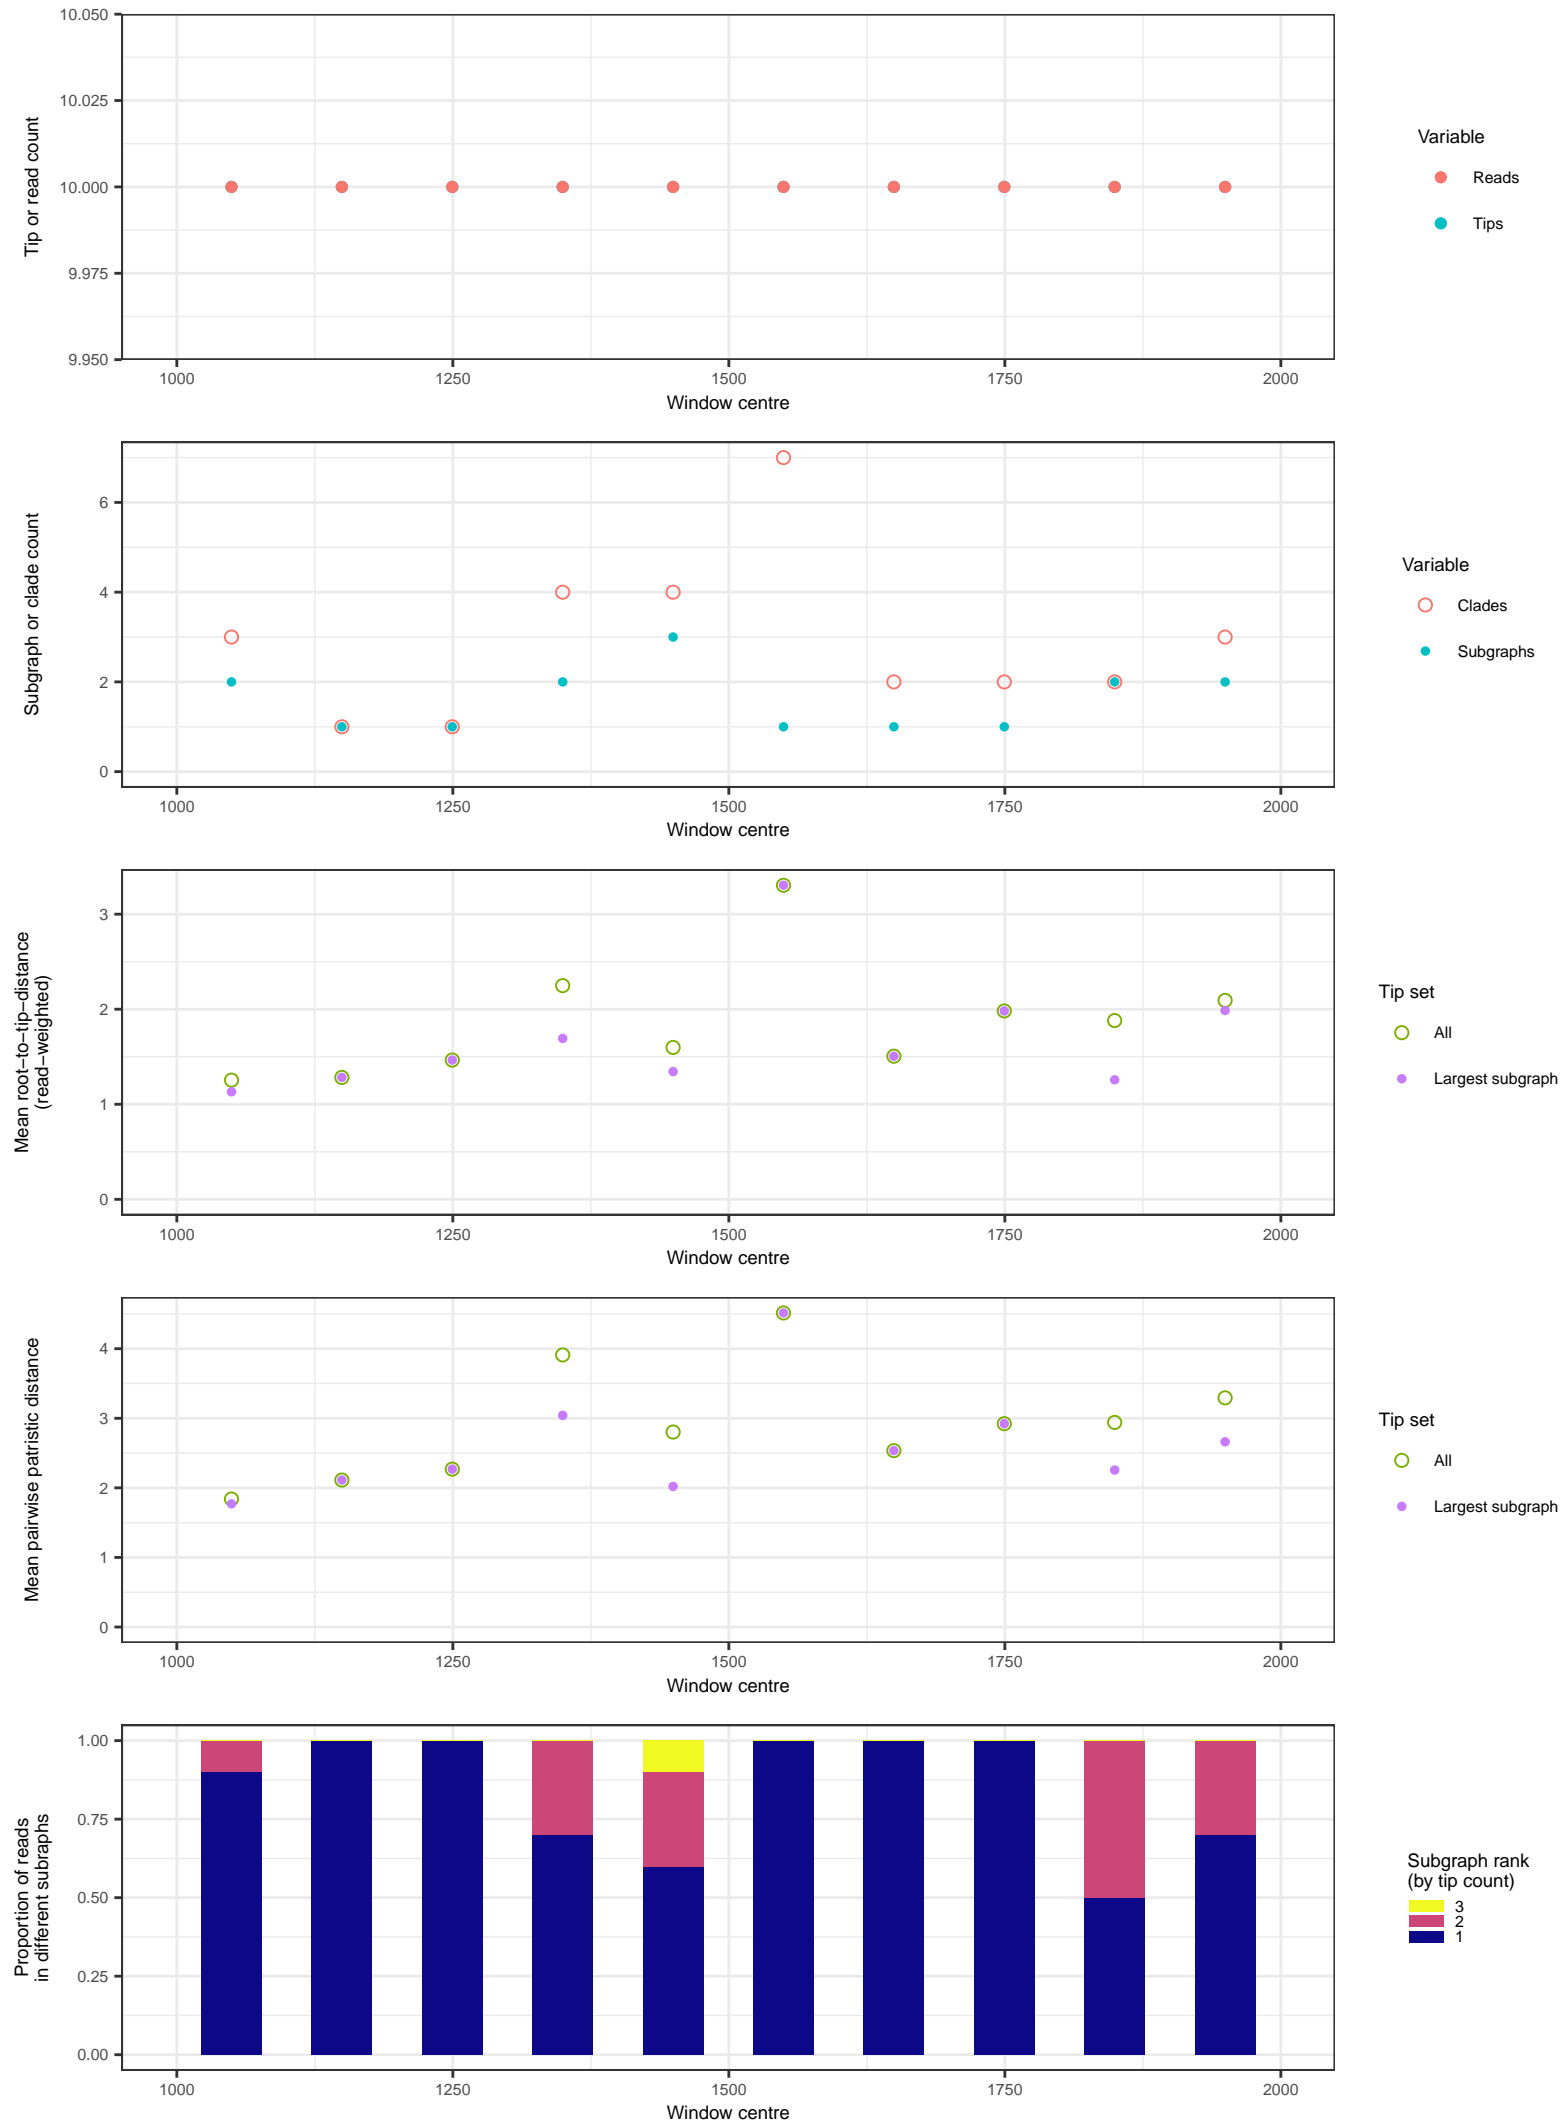 10.050
10.025
10.000
9.975
9.950
Tip or read count
1000 1250 1500 1750 2000
Window centre
Variable
Reads
Tips
6
4
2
0
Subgraph or clade count
1000 1250 1500 1750 2000
Window centre
Variable
Clades
Subgraphs
3
2
1
0
Mean root−to−tip−distance
(read−weighted)
1000 1250 1500 1750 2000
Window centre
Tip set
All
Largest subgraph
4
3
2
1
0
Mean pairwise patristic distance
1000 1250 1500 1750 2000
Window centre
Tip set
All
Largest subgraph
1.00
0.75
0.50
0.25
0.00
Proportion of reads
in different subraphs
1000 1250 1500 1750 2000
Window centre
Subgraph rank
(by tip count)
3
2
1